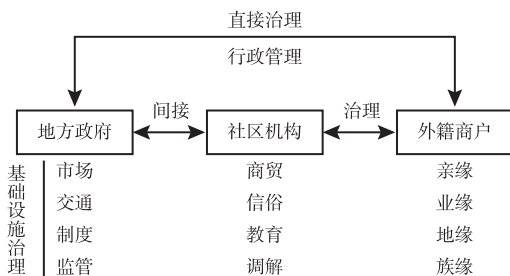 直接治理
行政管理
地方政府 间接 社区机构 治理 外籍商户
基础设施治理
市场 商贸 亲缘
交通 信俗 业缘
制度 教育 地缘
监管 调解 族缘